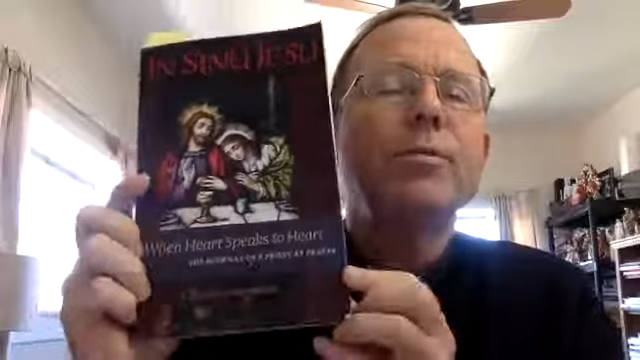 IN SINU JESU
When Heart Speaks to Heart
THE JOURNAL OF A PRIEST AT PRAYER